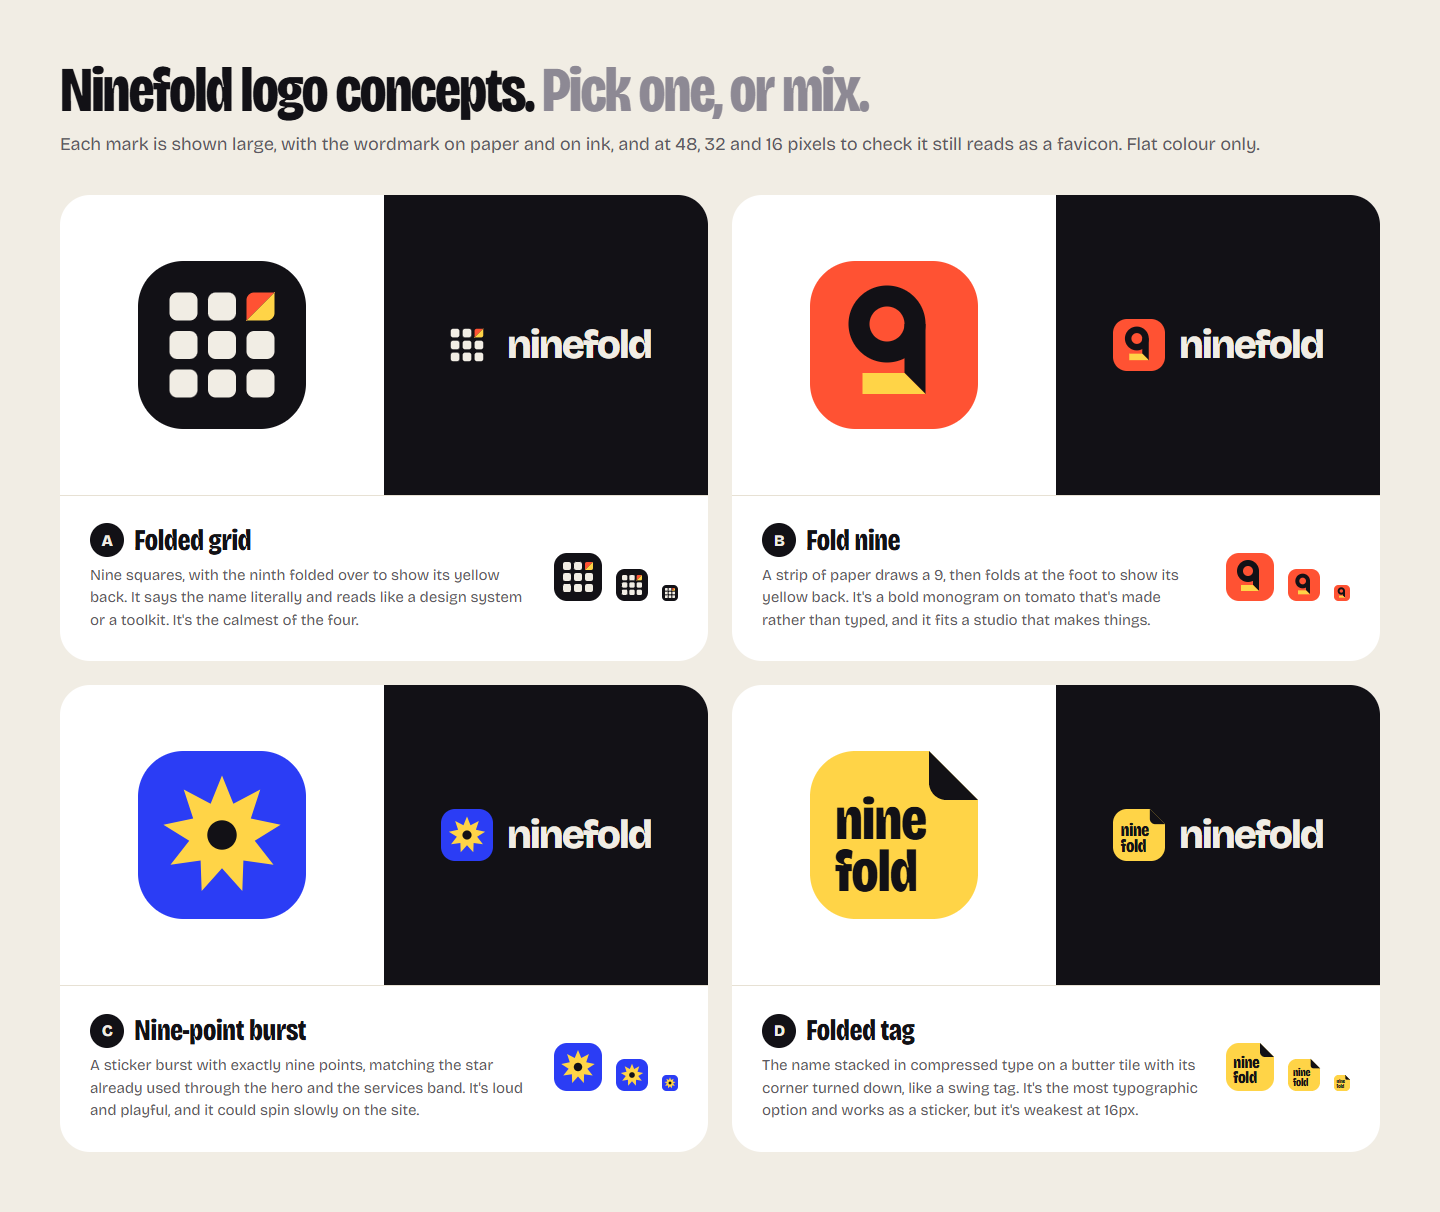 Ninefold logo concepts. Pick one, or mix.
Each mark is shown large, with the wordmark on paper and on ink, and at 48, 32 and 16 pixels to check it still reads as a favicon. Flat colour only.
ninefold
9 ninefold
A Folded grid
Nine squares, with the ninth folded over to show its yellow
back. It says the name literally and reads like a design system
or a toolkit. It's the calmest of the four.
B Fold nine
A strip of paper draws a 9, then folds at the foot to show its
yellow back. It's a bold monogram on tomato that's made
rather than typed, and it fits a studio that makes things.
9
9
9
9
ninefold
nine
fold
nine
fold
ninefold
C Nine-point burst
A sticker burst with exactly nine points, matching the star
already used through the hero and the services band. It's loud
and playful, and it could spin slowly on the site.
D Folded tag
The name stacked in compressed type on a butter tile with its
corner turned down, like a swing tag. It's the most typographic
option and works as a sticker, but it's weakest at 16px.
nine
fold
nine
fold
nine
fold